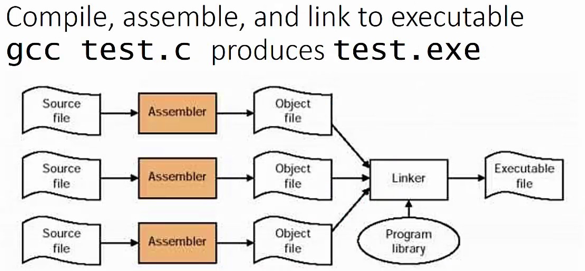 Compile, assemble, and link to executable
gcc test.c produces test.exe
Source
file
Assembler
Object
file
Source
file
Assembler
Object
file
Linker
Executable
file
Source
file
Assembler
Object
file
Program
library